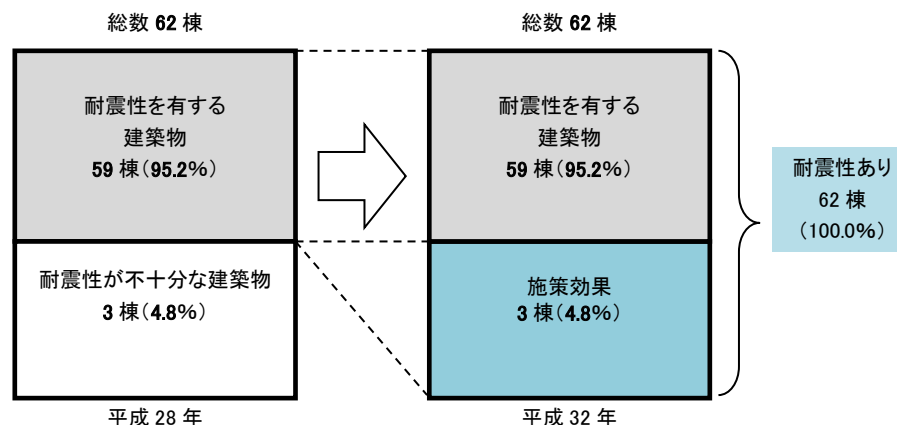 総数 62 棟
耐震性を有する
建築物
59 棟(95.2%)
耐震性が不十分な建築物
3 棟(4.8%)
平成 28 年
総数 62 棟
耐震性を有する
建築物
59 棟(95.2%)
施策効果
3 棟(4.8%)
平成 32 年
耐震性あり
62 棟
(100.0%)